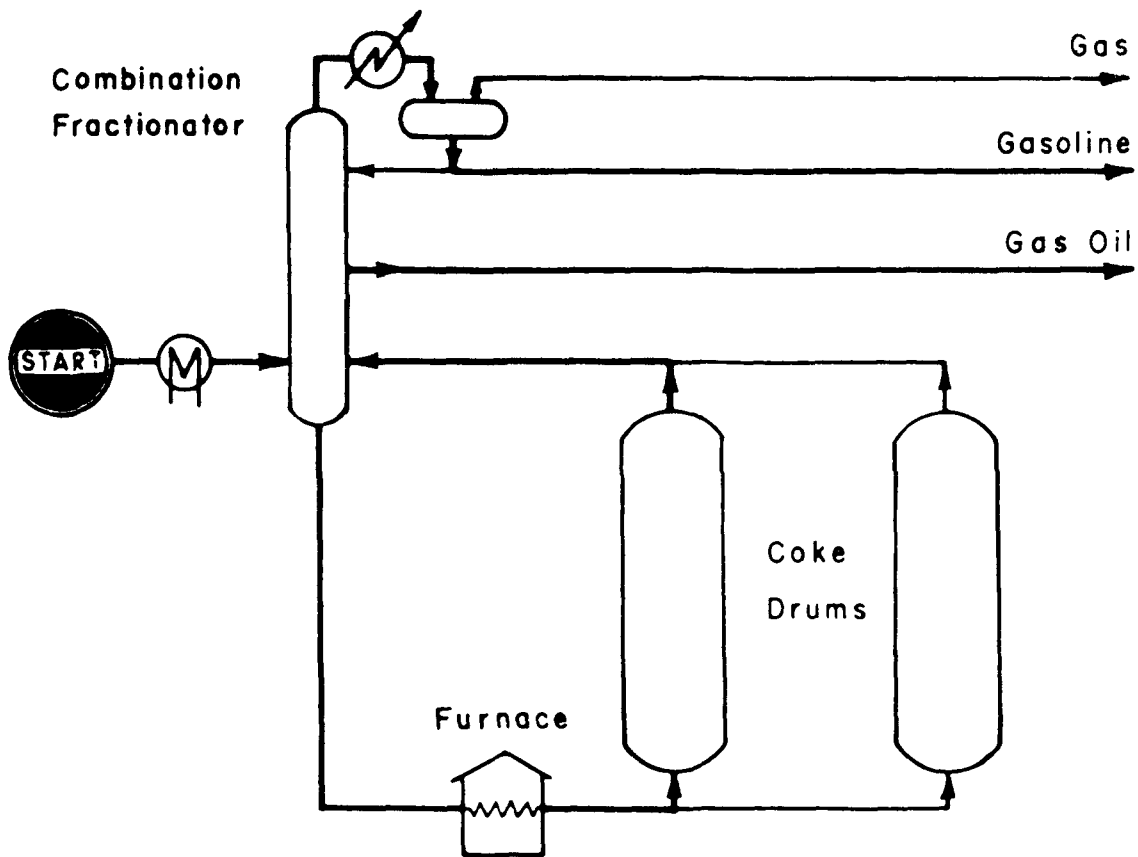 Gas
Combination
Fractionator
Gasoline
Gas Oil
START
Coke
Drums
Furnace